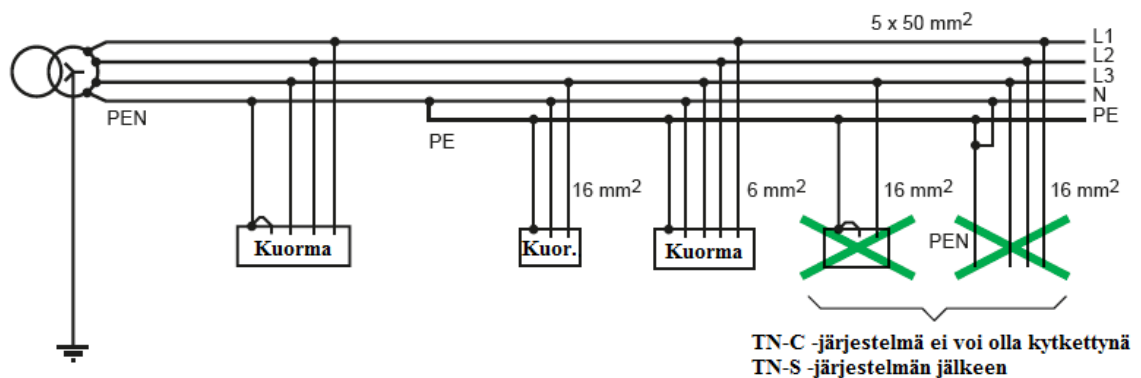 5 x 50 mm2
L1
L2
L3
N
PE
PEN
PE
16 mm2
6 mm2
16 mm2
16 mm2
PEN
Kuorma
Kuor.
Kuorma
TN-C -järjestelmä ei voi olla kytkettynä
TN-S -järjestelmän jälkeen